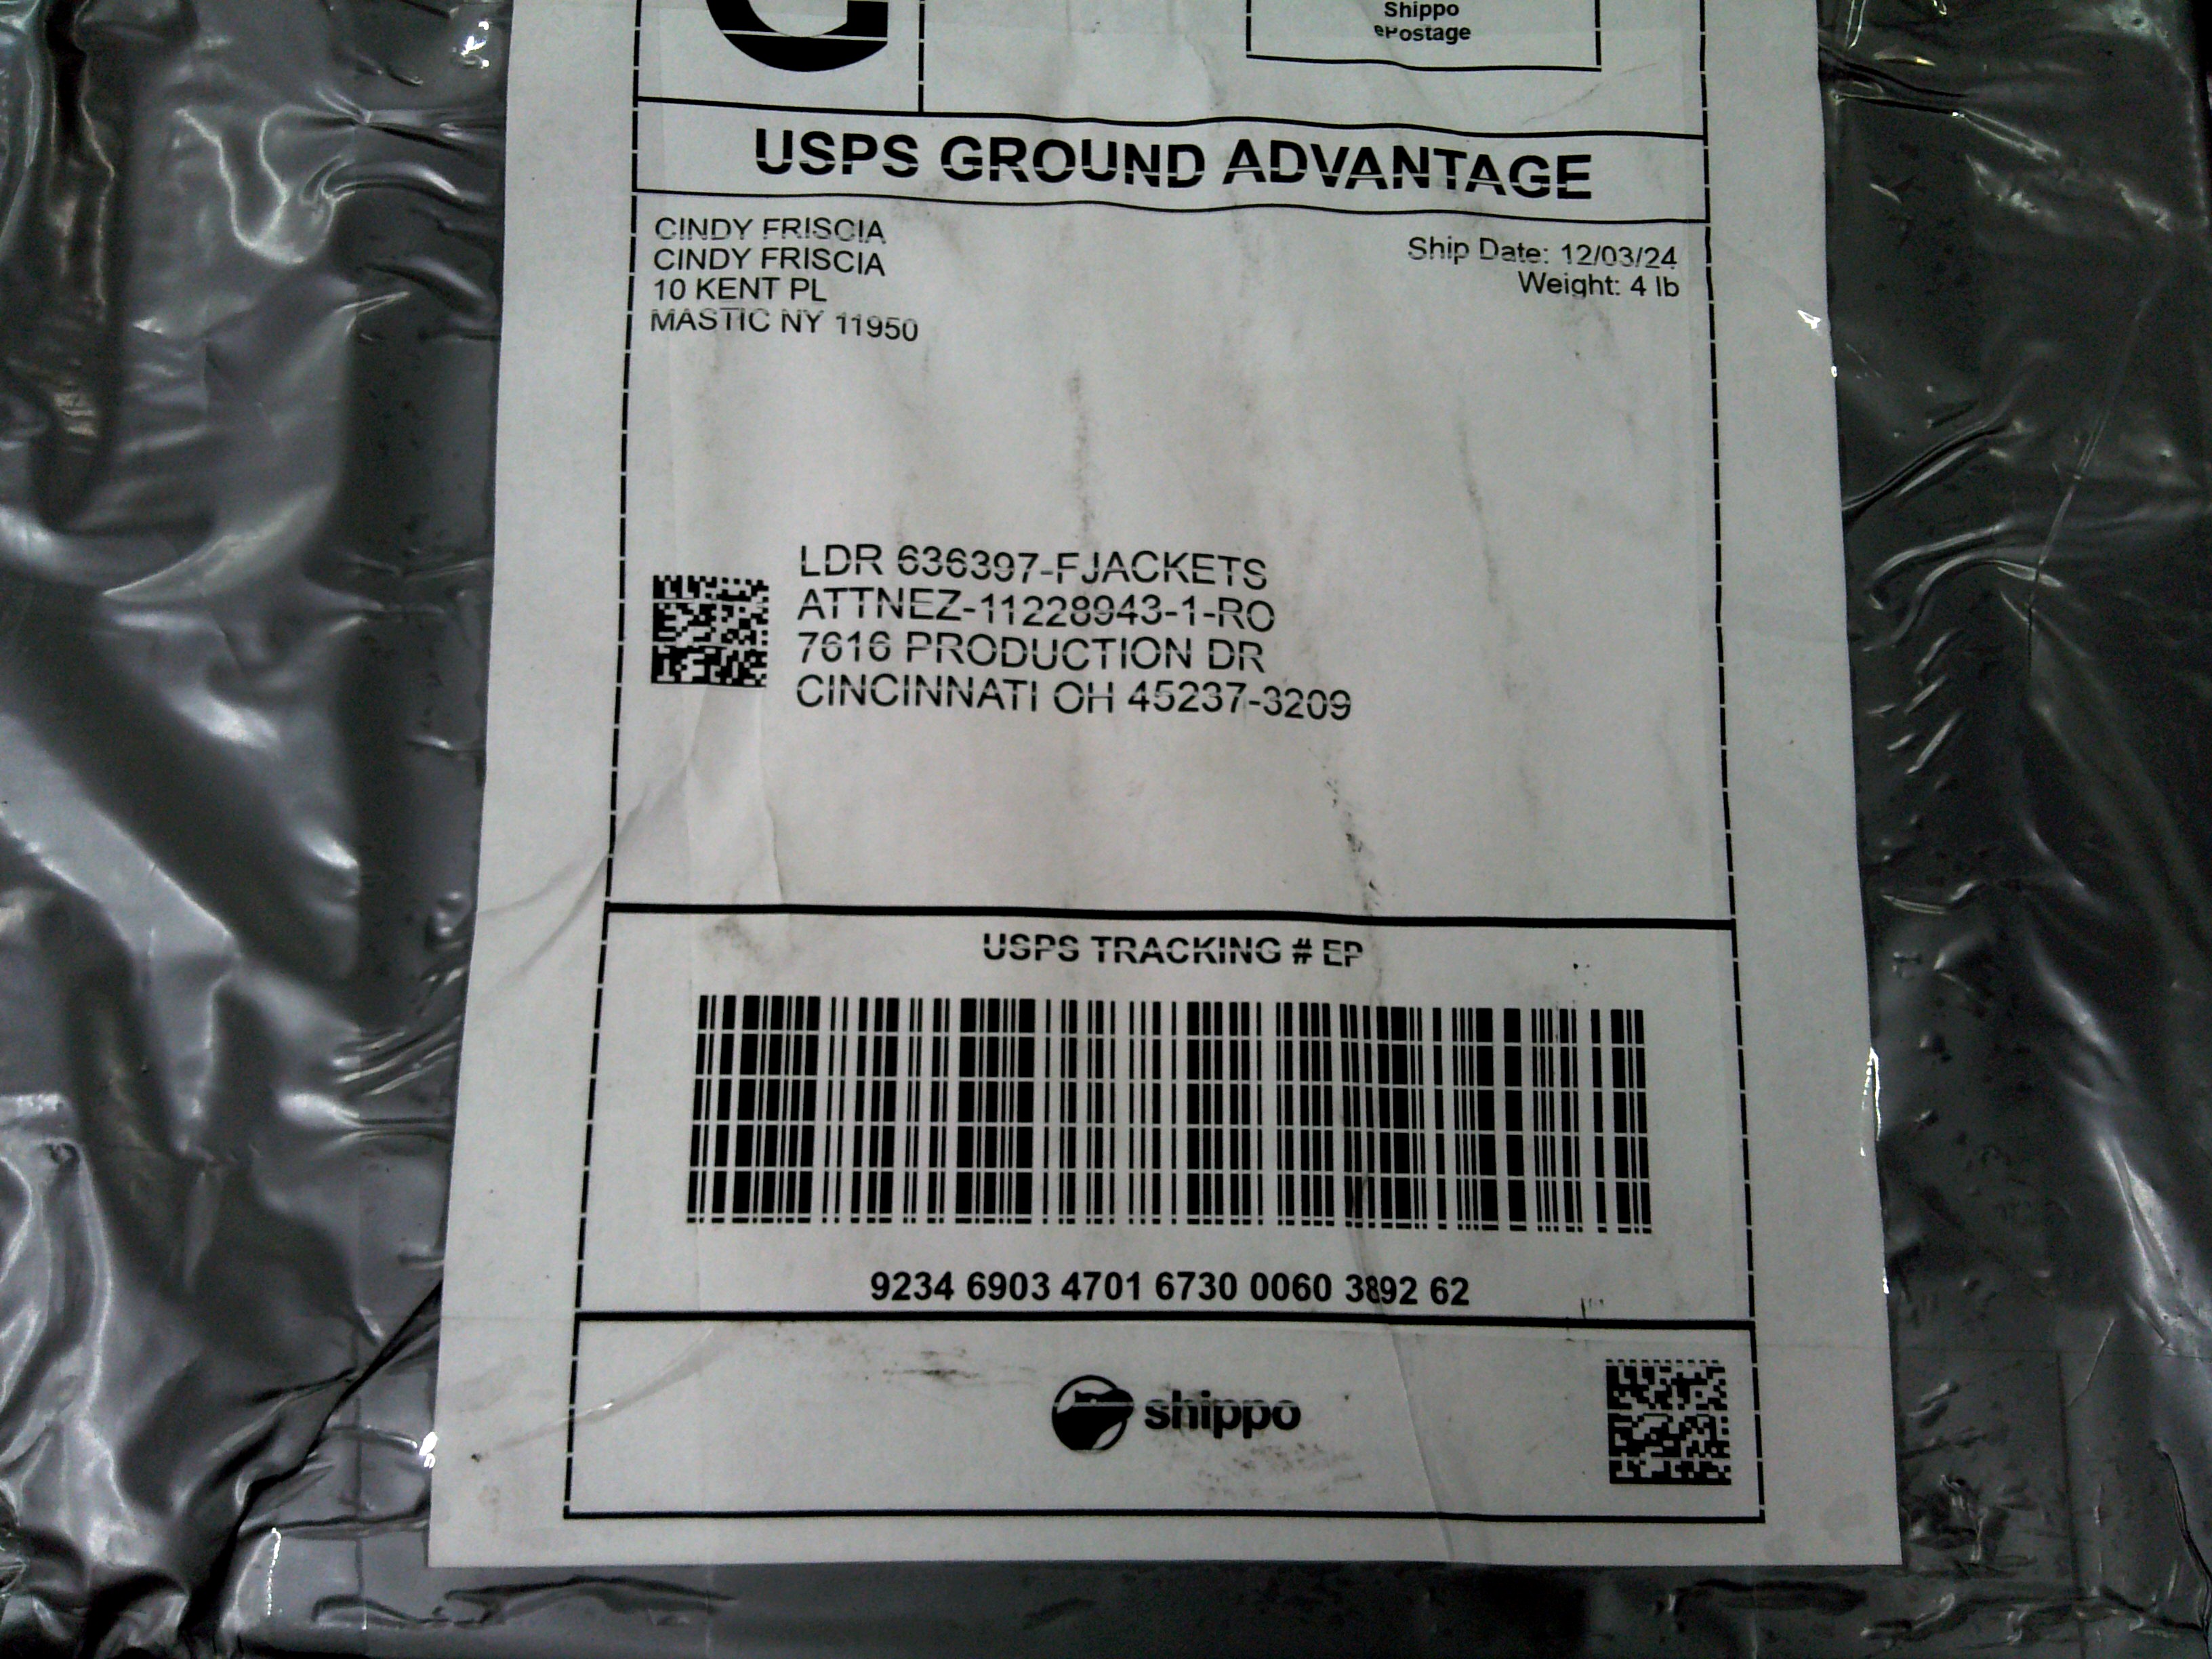 G
Shippo
ePostage
USPS GROUND ADVANTAGE
CINDY FRISCIA
CINDY FRISCIA
10 KENT PL
MASTIC NY 11950
Ship Date: 12/03/24
Weight: 4 lb
LDR 636397-FJACKETS
ATTNEZ-11228943-1-RO
7616 PRODUCTION DR
CINCINNATI OH 45237-3209
USPS TRACKING # EP
9234 6903 4701 6730 0060 3892 62
shippo